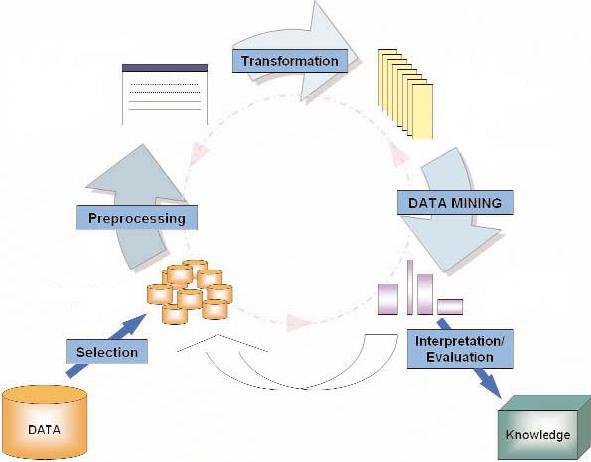 Transformation
DATA MINING
Preprocessing
Selection
Interpretation/
Evaluation
DATA
Knowledge